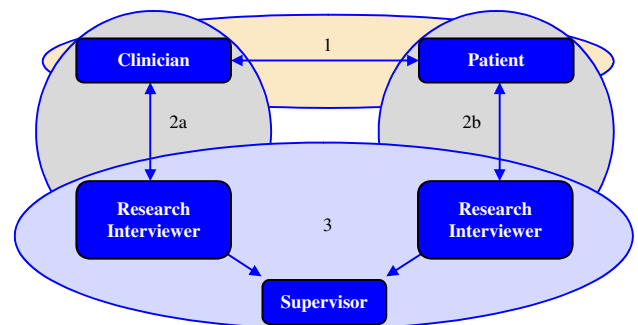 1
Clinician
Patient
2a
2b
Research
Interviewer
3
Research
Interviewer
Supervisor